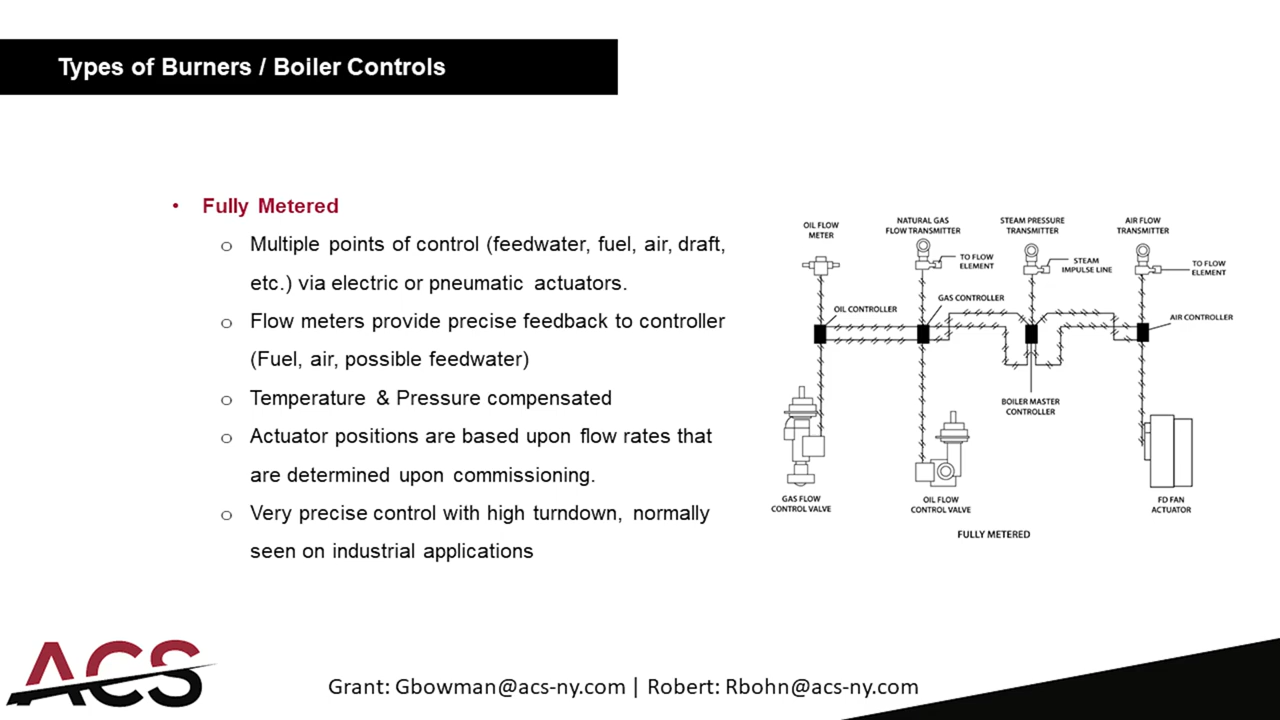 Types of Burners / Boiler Controls
• Fully Metered
o Multiple points of control (feedwater, fuel, air, draft,
etc.) via electric or pneumatic actuators.
o Flow meters provide precise feedback to controller
(Fuel, air, possible feedwater)
o Temperature & Pressure compensated
o Actuator positions are based upon flow rates that
are determined upon commissioning.
o Very precise control with high turndown, normally
seen on industrial applications
OIL FLOW
METER
NATURAL GAS
FLOW TRANSMITTER
STEAM PRESSURE
TRANSMITTER
AIR FLOW
TRANSMITTER
TO FLOW
ELEMENT
STEAM
IMPULSE LINE
TO FLOW
ELEMENT
OIL CONTROLLER
GAS CONTROLLER
AIR CONTROLLER
BOILER MASTER
CONTROLLER
GAS FLOW
CONTROL VALVE
OIL FLOW
CONTROL VALVE
FD FAN
ACTUATOR
FULLY METERED
ACS
Grant: Gbowman@acs-ny.com | Robert: Rbohn@acs-ny.com